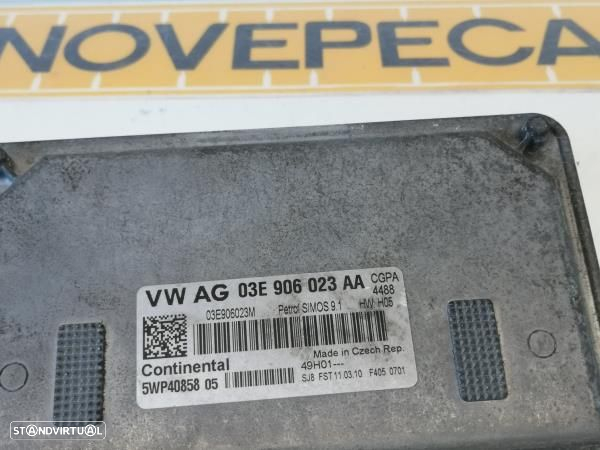 NOVEPECA
VW AG 03E 906 023 AA CGPA
4488
03E906023M Petrol SIMOS 9.1 HW: H05
Made in Czech Rep.
Continental 49H01---
5WP40858 05 SJ8 FST 11.03.10 F405 0701
STANDVIRTUAL